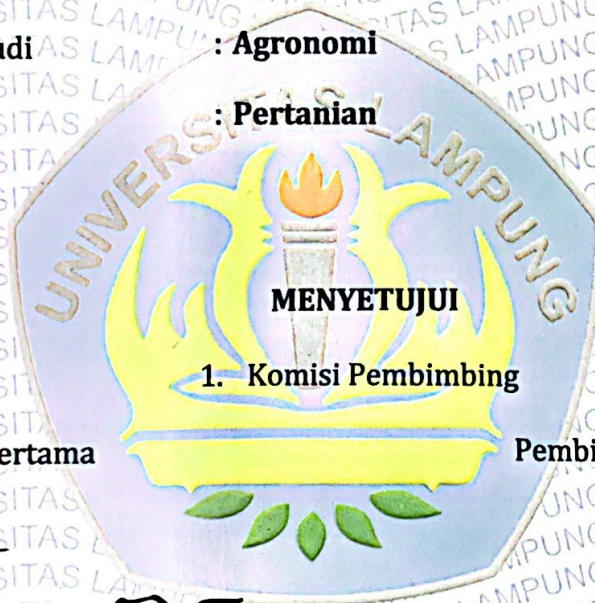 udi : Agronomi
: Pertanian
UNIVERSITAS LAMPUNG
MENYETUJUI
1. Komisi Pembimbing
ertama Pembi